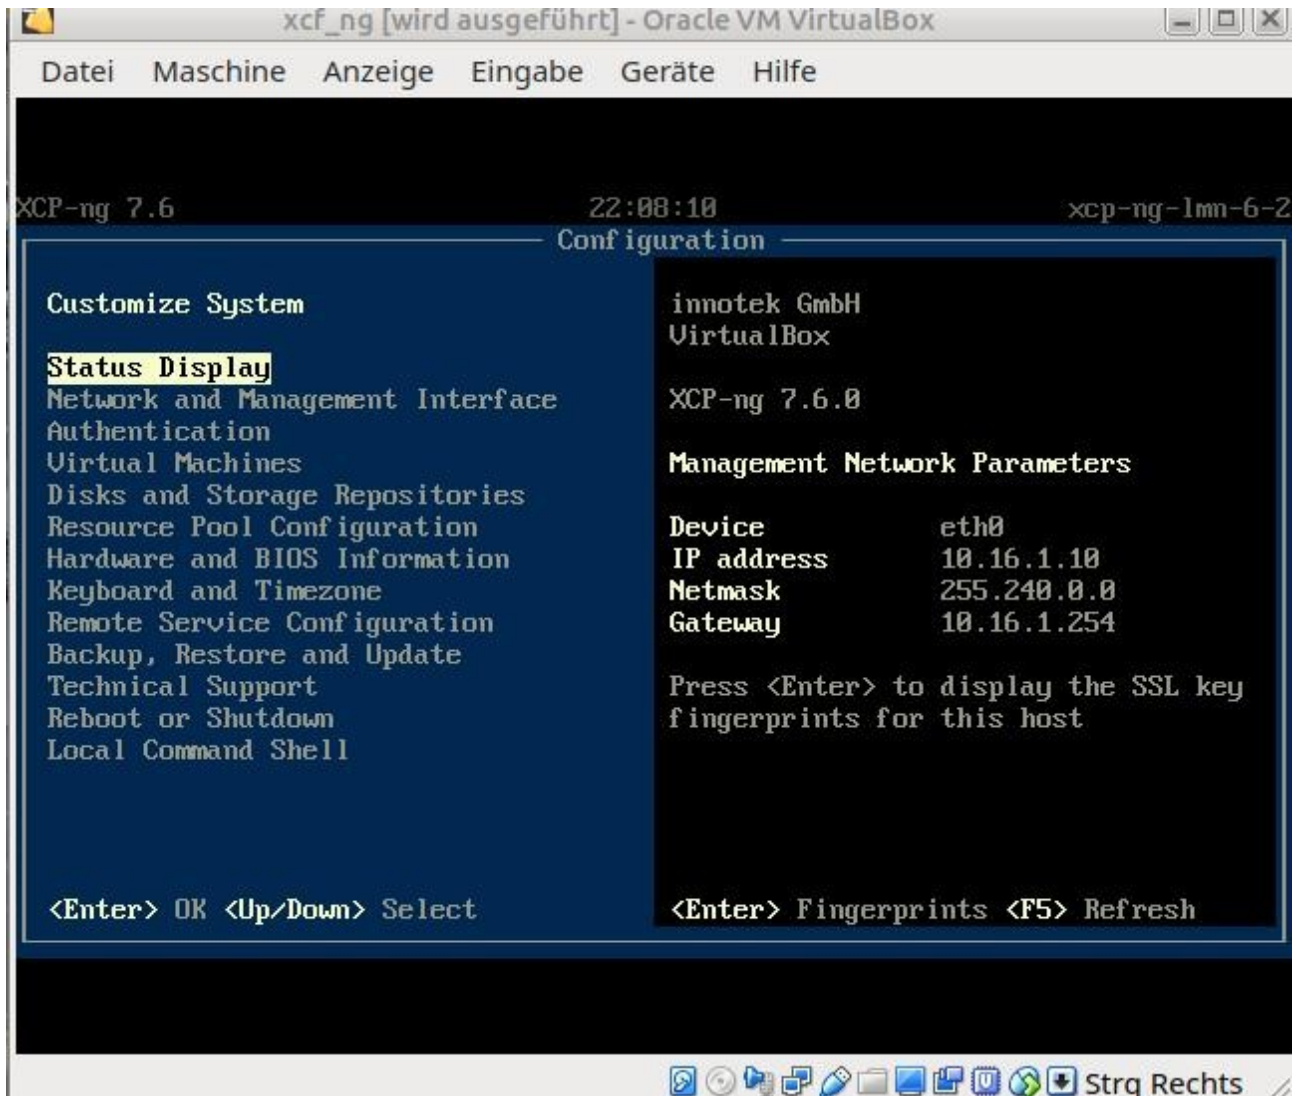 xcf_ng [wird ausgeführt] - Oracle VM VirtualBox
Datei Maschine Anzeige Eingabe Geräte Hilfe
XCP-ng 7.6 22:08:10 xcp-ng-lmn-6-2
Configuration
Customize System
Status Display
Network and Management Interface
Authentication
Virtual Machines
Disks and Storage Repositories
Resource Pool Configuration
Hardware and BIOS Information
Keyboard and Timezone
Remote Service Configuration
Backup, Restore and Update
Technical Support
Reboot or Shutdown
Local Command Shell
<Enter> OK <Up/Down> Select
innotek GmbH
VirtualBox
XCP-ng 7.6.0
Management Network Parameters
Device eth0
IP address 10.16.1.10
Netmask 255.240.0.0
Gateway 10.16.1.254
Press <Enter> to display the SSL key
fingerprints for this host
<Enter> Fingerprints <F5> Refresh
Strg Rechts